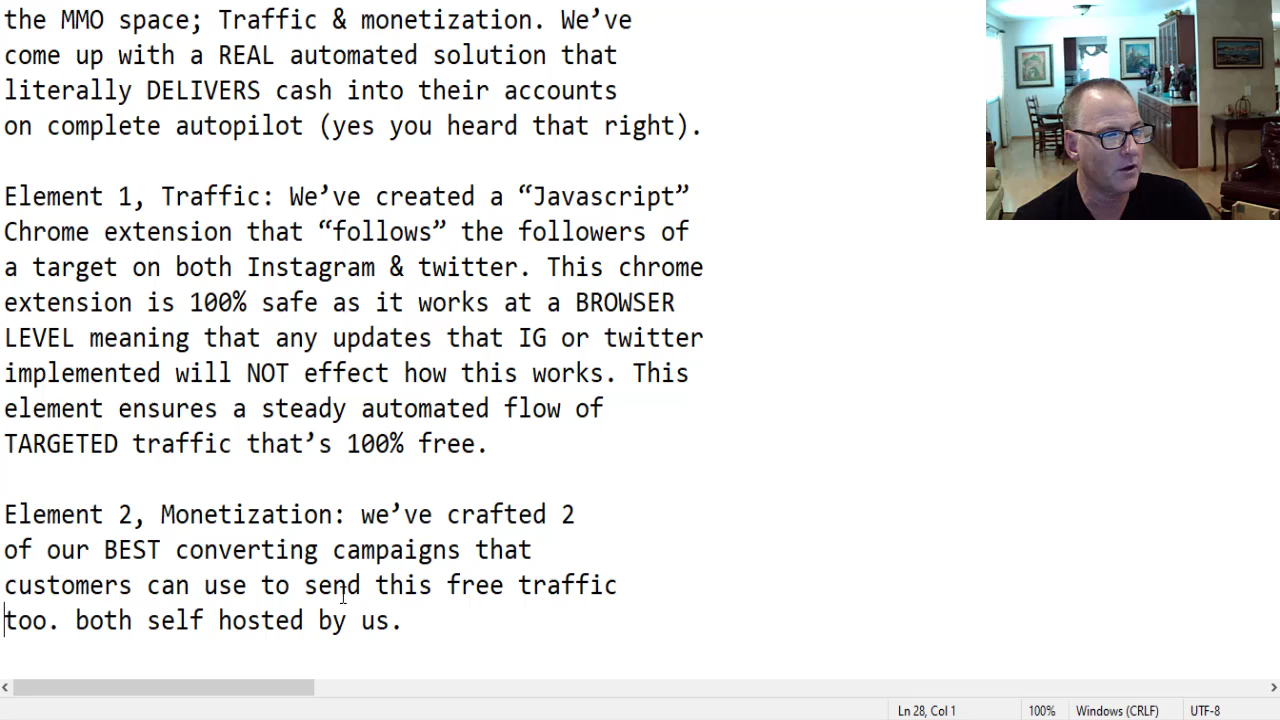 the MMO space; Traffic & monetization. We’ve
come up with a REAL automated solution that
literally DELIVERS cash into their accounts
on complete autopilot (yes you heard that right).
Element 1, Traffic: We’ve created a “Javascript”
Chrome extension that “follows” the followers of
a target on both Instagram & twitter. This chrome
extension is 100% safe as it works at a BROWSER
LEVEL meaning that any updates that IG or twitter
implemented will NOT effect how this works. This
element ensures a steady automated flow of
TARGETED traffic that’s 100% free.
Element 2, Monetization: we’ve crafted 2
of our BEST converting campaigns that
customers can use to send this free traffic
too. both self hosted by us.
Ln 28, Col 1 100% Windows (CRLF) UTF-8